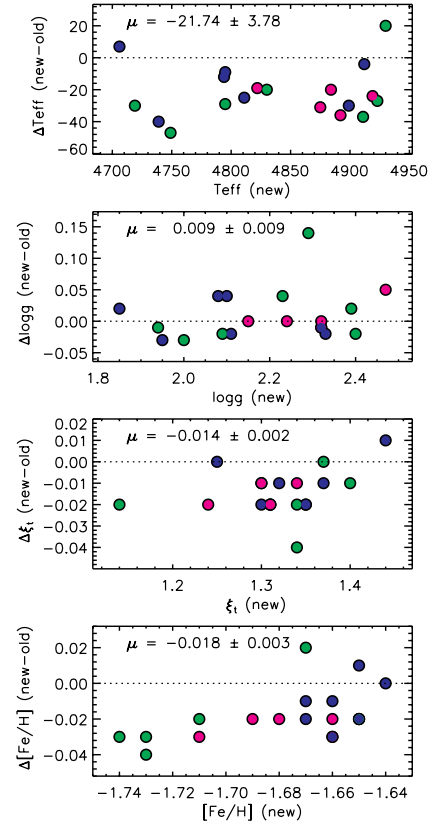 μ = −21.74 ± 3.78
20
0
−20
−40
−60
ΔTeff (new−old)
4700 4750 4800 4850 4900 4950
Teff (new)
μ = 0.009 ± 0.009
0.15
0.10
0.05
0.00
−0.05
Δlogg (new−old)
1.8 2.0 2.2 2.4
logg (new)
μ = −0.014 ± 0.002
0.02
0.01
0.00
−0.01
−0.02
−0.03
−0.04
Δξt (new−old)
1.2 1.3 1.4
ξt (new)
μ = −0.018 ± 0.003
0.02
0.00
−0.02
−0.04
Δ[Fe/H] (new−old)
−1.74 −1.72 −1.70 −1.68 −1.66 −1.64
[Fe/H] (new)